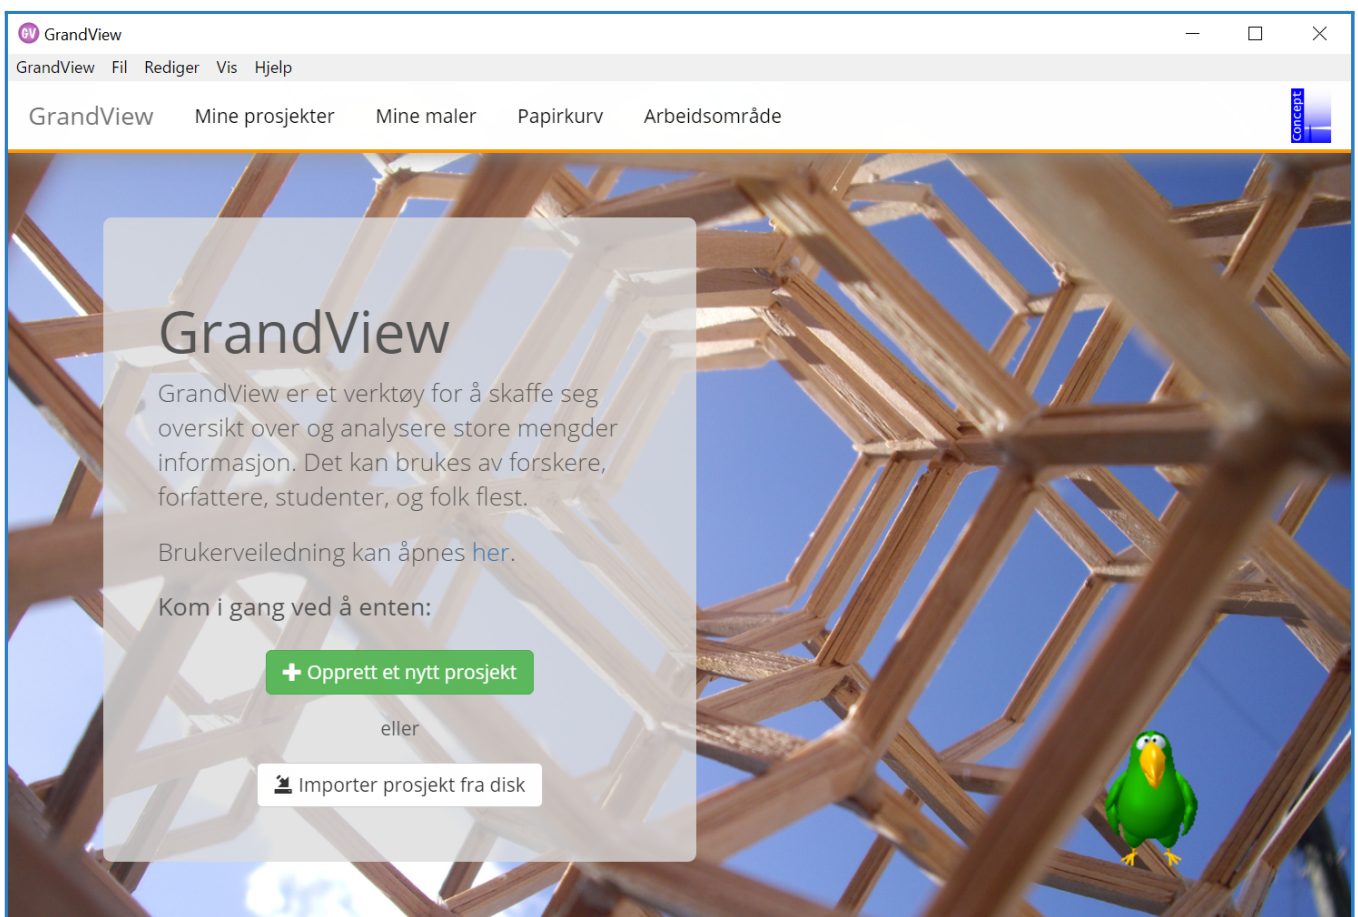 GV GrandView
GrandView Fil Rediger Vis Hjelp
GrandView Mine prosjekter Mine maler Papirkurv Arbeidsområde
concept
GrandView
GrandView er et verktøy for å skaffe seg
oversikt over og analysere store mengder
informasjon. Det kan brukes av forskere,
forfattere, studenter, og folk flest.
Brukerveiledning kan åpnes her.
Kom i gang ved å enten:
Opprett et nytt prosjekt
eller
Importer prosjekt fra disk